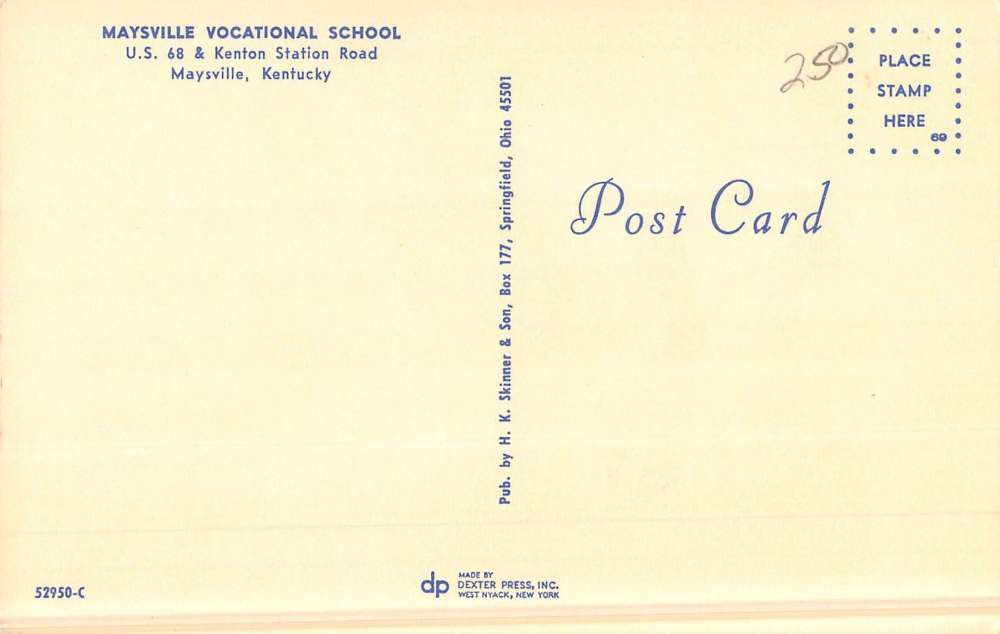 MAYSVILLE VOCATIONAL SCHOOL
U.S. 68 & Kenton Station Road
Maysville, Kentucky
Pub. by H. K. Skinner & Son, Box 177, Springfield, Ohio 45501
250
PLACE
STAMP
HERE
69
Post Card
52950-C
dp
MADE BY
DEXTER PRESS, INC.
WEST NYACK, NEW YORK